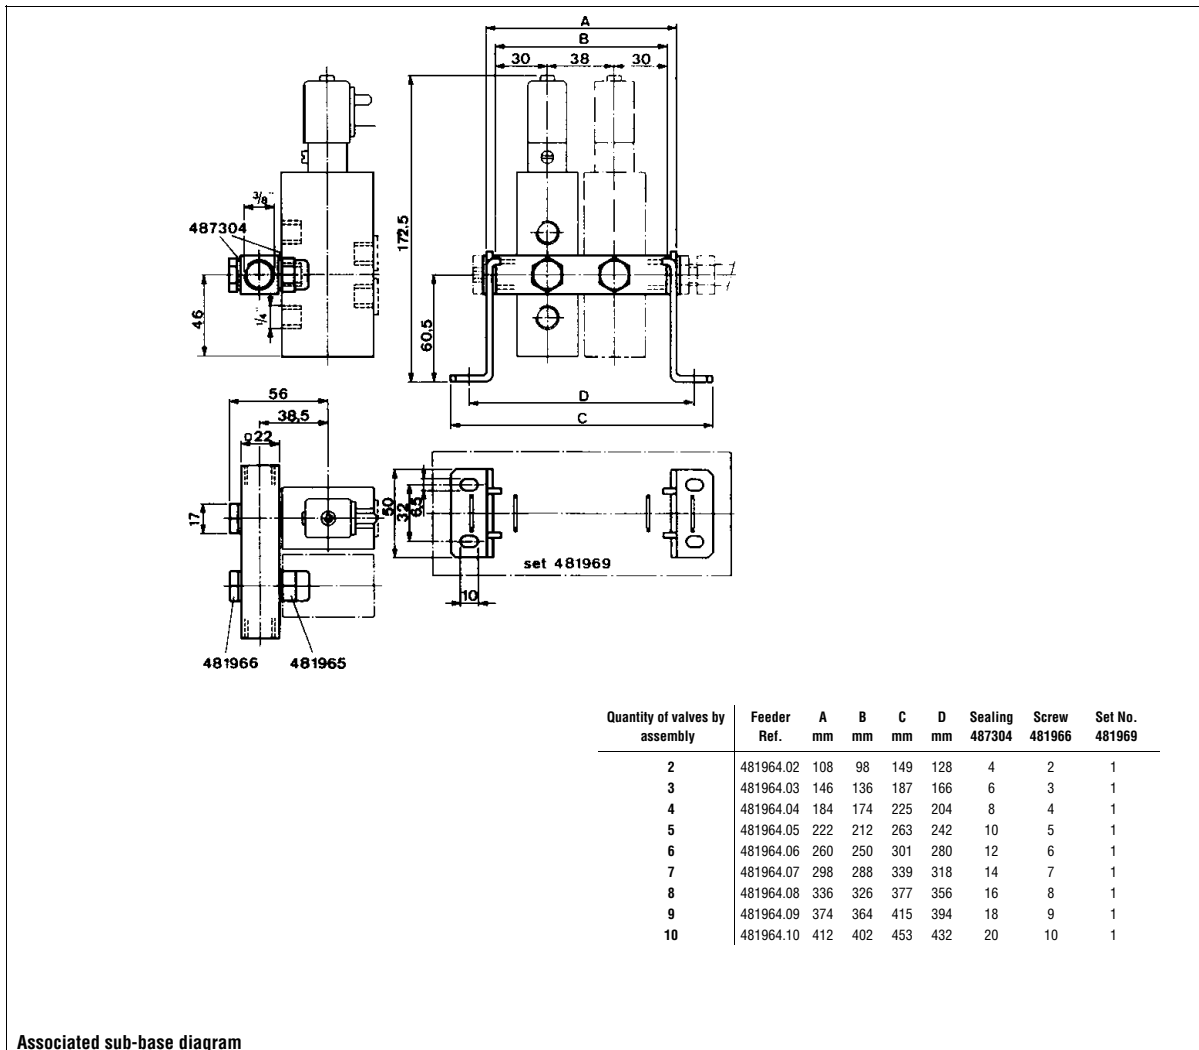 A
B
30 38 30
172,5
60,5
D
C
3/8"
487304
46
1/4"
56
38,5
22
17
481966 481965
50
32
6,5
set 481969
10
Quantity of valves by assembly Feeder Ref. A mm B mm C mm D mm Sealing 487304 Screw 481966 Set No. 481969
2 481964.02 108 98 149 128 4 2 1
3 481964.03 146 136 187 166 6 3 1
4 481964.04 184 174 225 204 8 4 1
5 481964.05 222 212 263 242 10 5 1
6 481964.06 260 250 301 280 12 6 1
7 481964.07 298 288 339 318 14 7 1
8 481964.08 336 326 377 356 16 8 1
9 481964.09 374 364 415 394 18 9 1
10 481964.10 412 402 453 432 20 10 1
Associated sub-base diagram